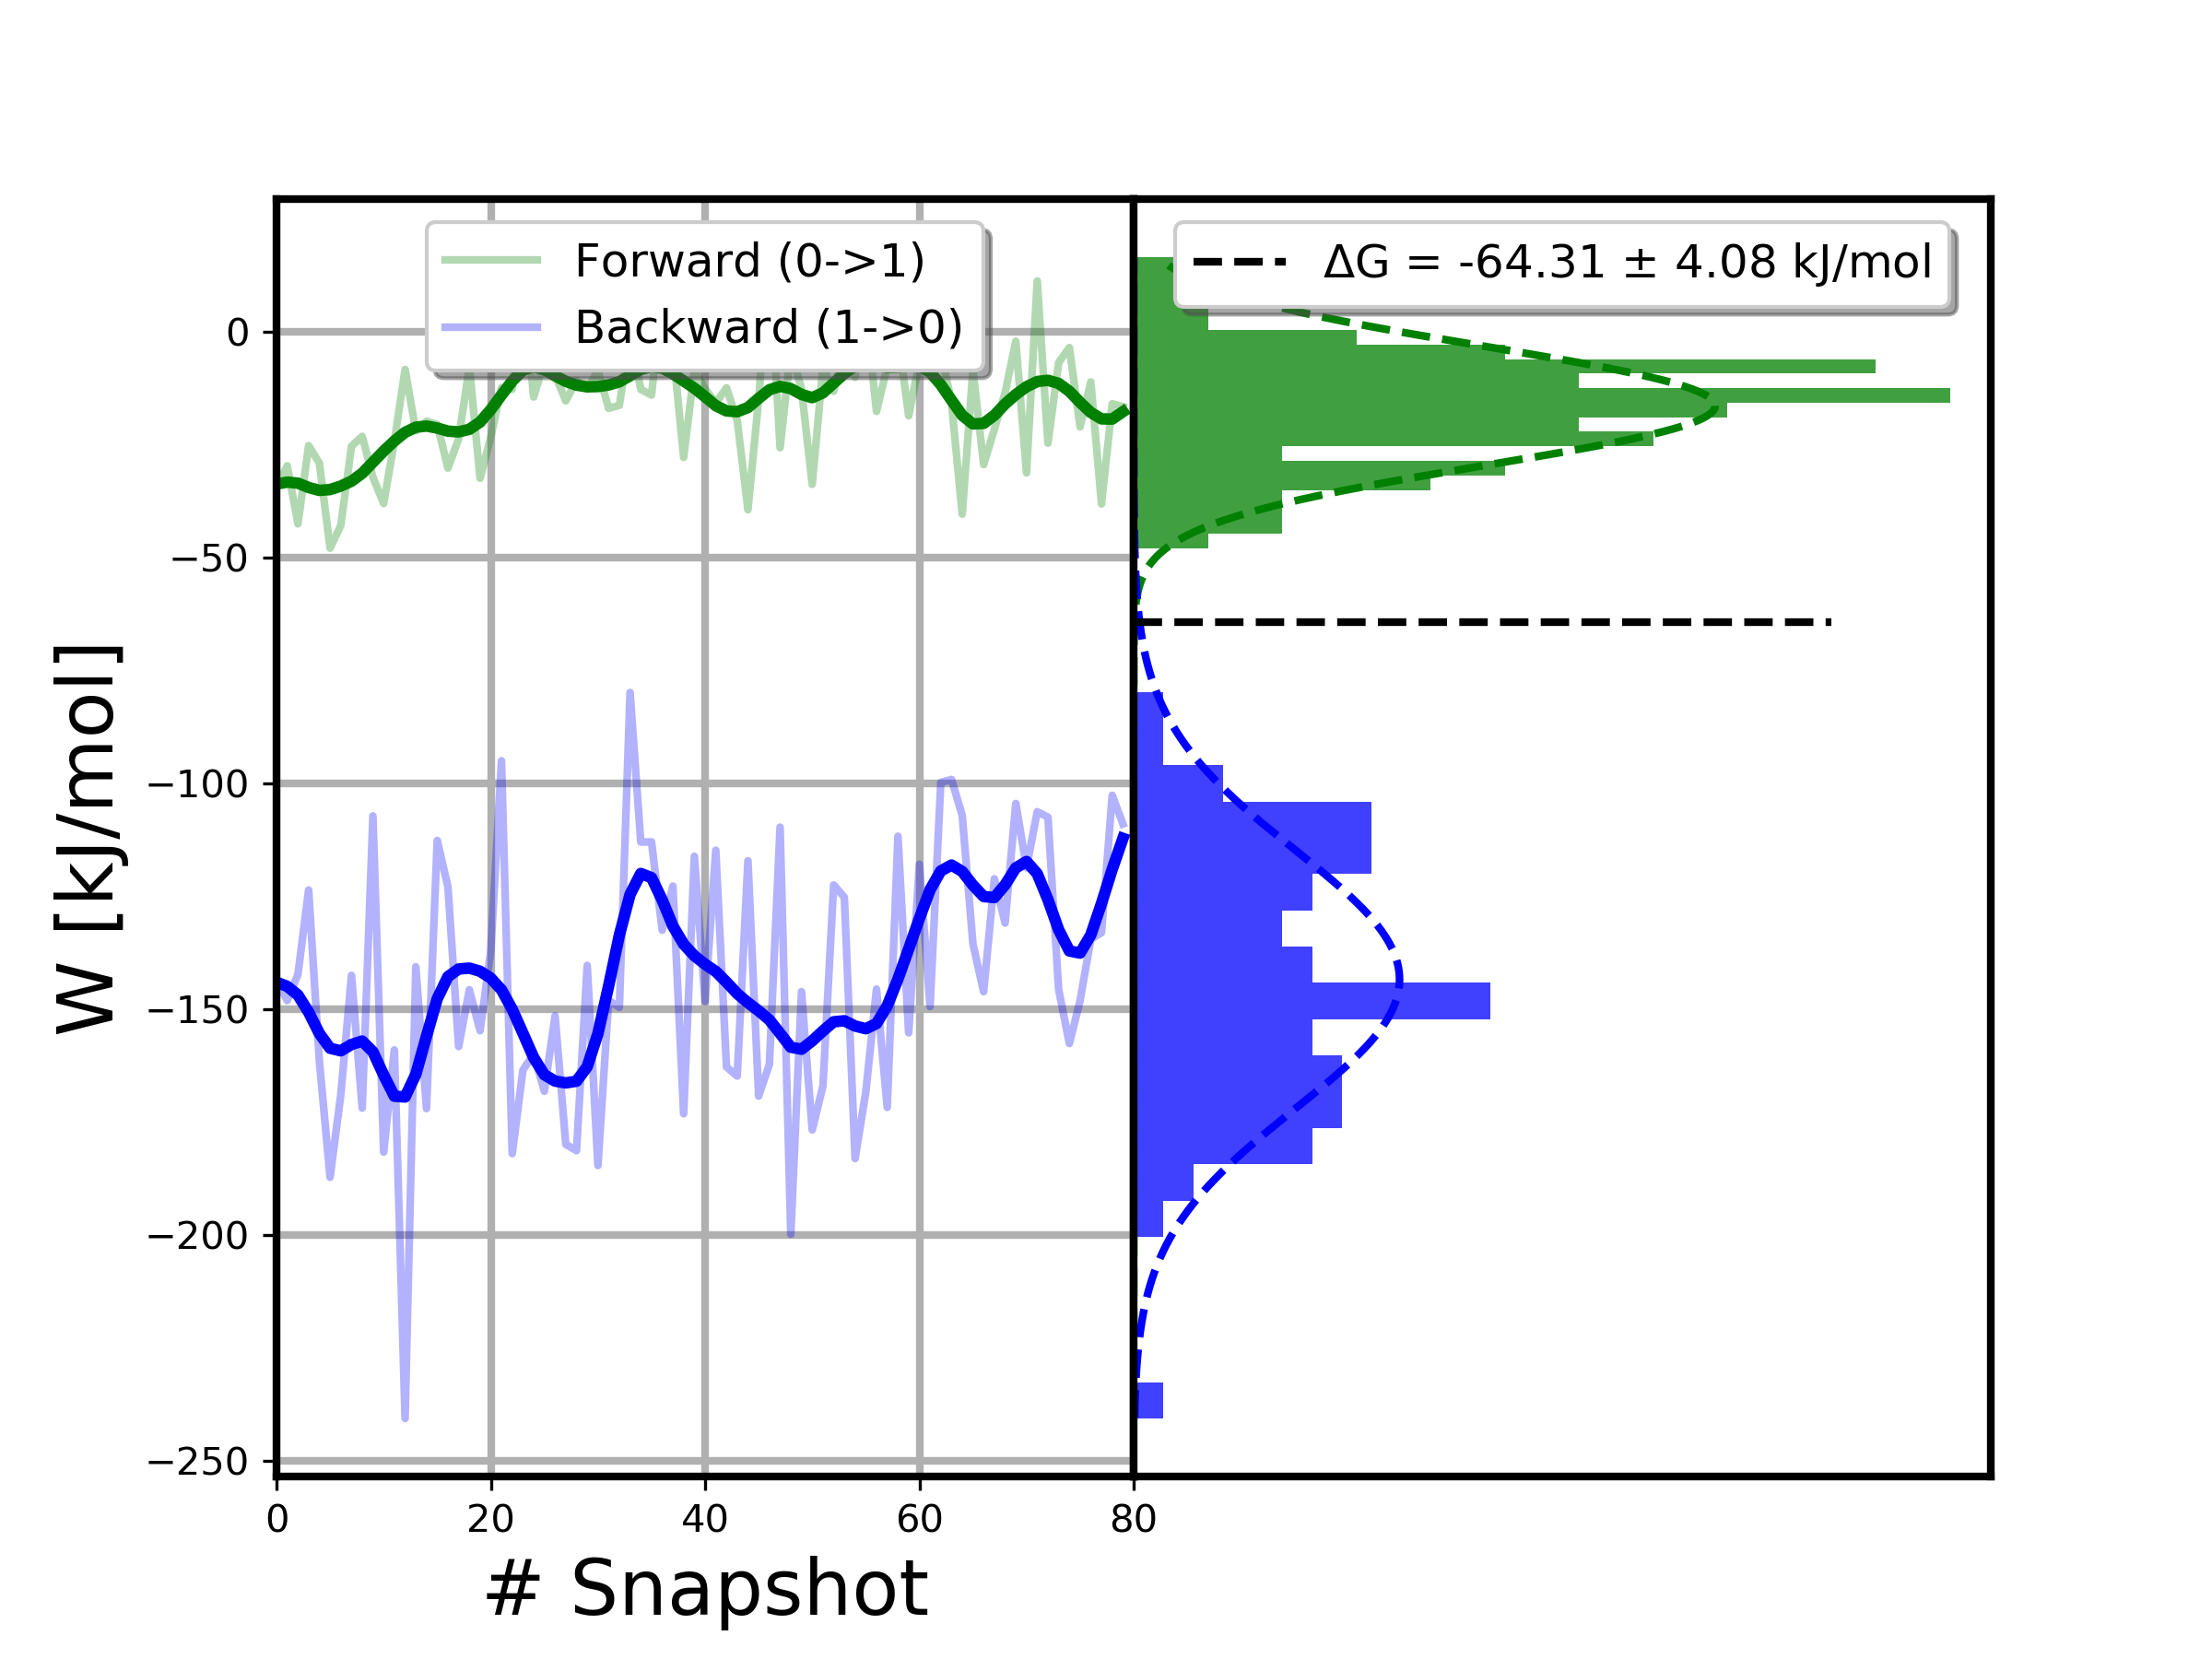 Forward (0->1)
Backward (1->0)
ΔG = -64.31 ± 4.08 kJ/mol
W [kJ/mol]
0
−50
−100
−150
−200
−250
0 20 40 60 80
# Snapshot